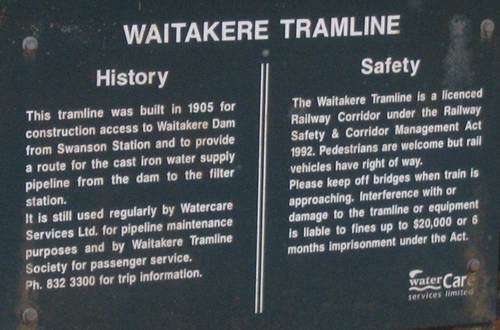 WAITAKERE TRAMLINE
History
This tramline was built in 1905 for
construction access to Waitakere Dam
from Swanson Station and to provide
a route for the cast iron water supply
pipeline from the dam to the filter
station.
It is still used regularly by Watercare
Services Ltd. for pipeline maintenance
purposes and by Waitakere Tramline
Society for passenger service.
Ph. 832 3300 for trip information.
Safety
The Waitakere Tramline is a licenced
Railway Corridor under the Railway
Safety & Corridor Management Act
1992. Pedestrians are welcome but rail
vehicles have right of way.
Please keep off bridges when train is
approaching. Interference with or
damage to the tramline or equipment
is liable to fines up to $20,000 or 6
months imprisonment under the Act.
waterCare
services limited